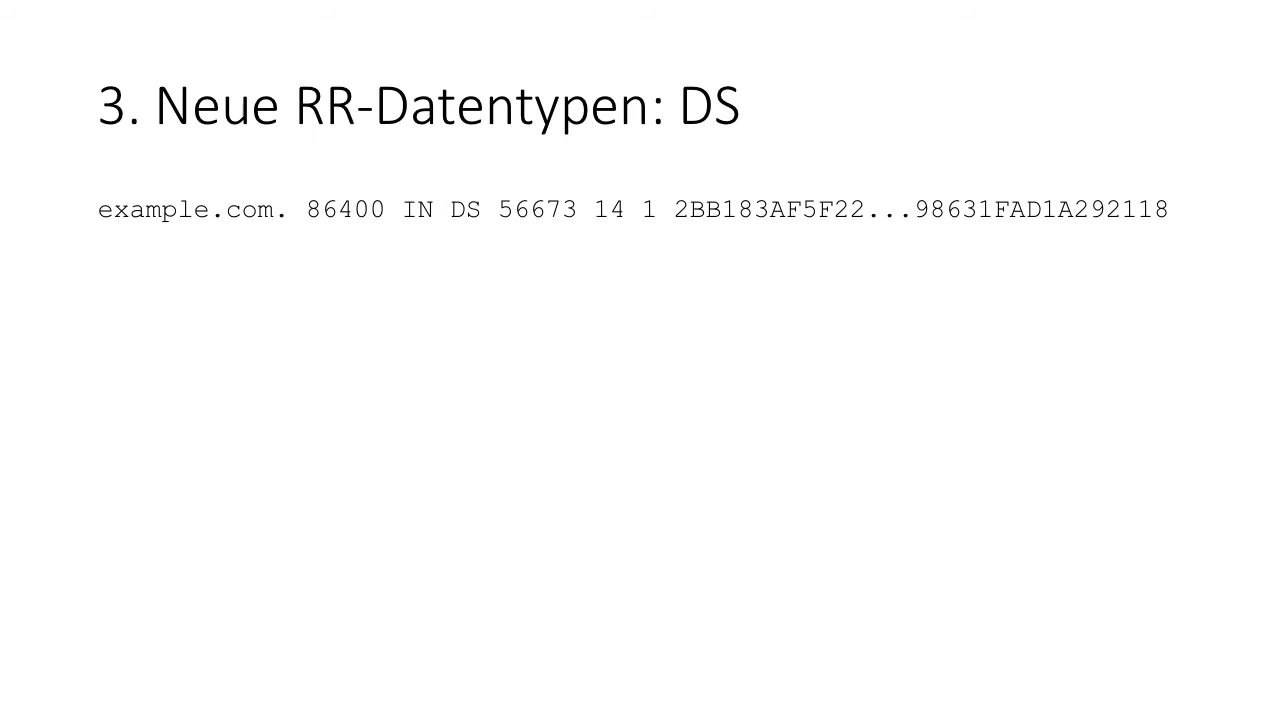 3. Neue RR-Datentypen: DS
example.com. 86400 IN DS 56673 14 1 2BB183AF5F22...98631FAD1A292118